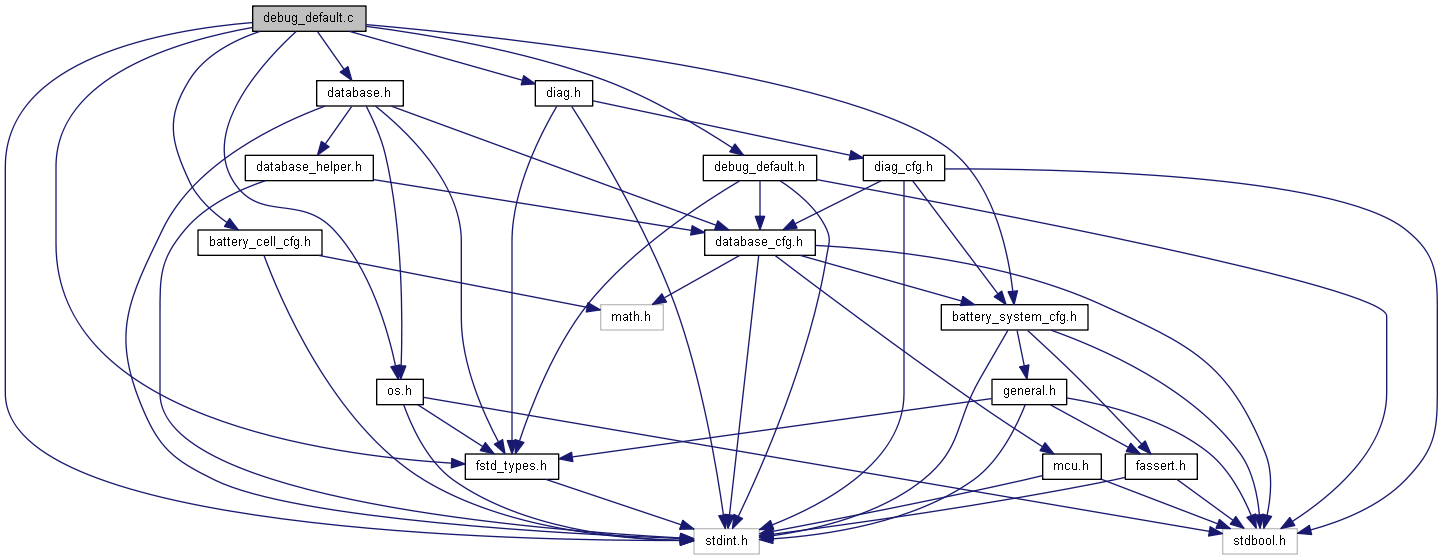 debug_default.c
database.h
diag.h
database_helper.h
debug_default.h
diag_cfg.h
battery_cell_cfg.h
database_cfg.h
math.h
battery_system_cfg.h
os.h
general.h
fstd_types.h
mcu.h
fassert.h
stdint.h
stdbool.h